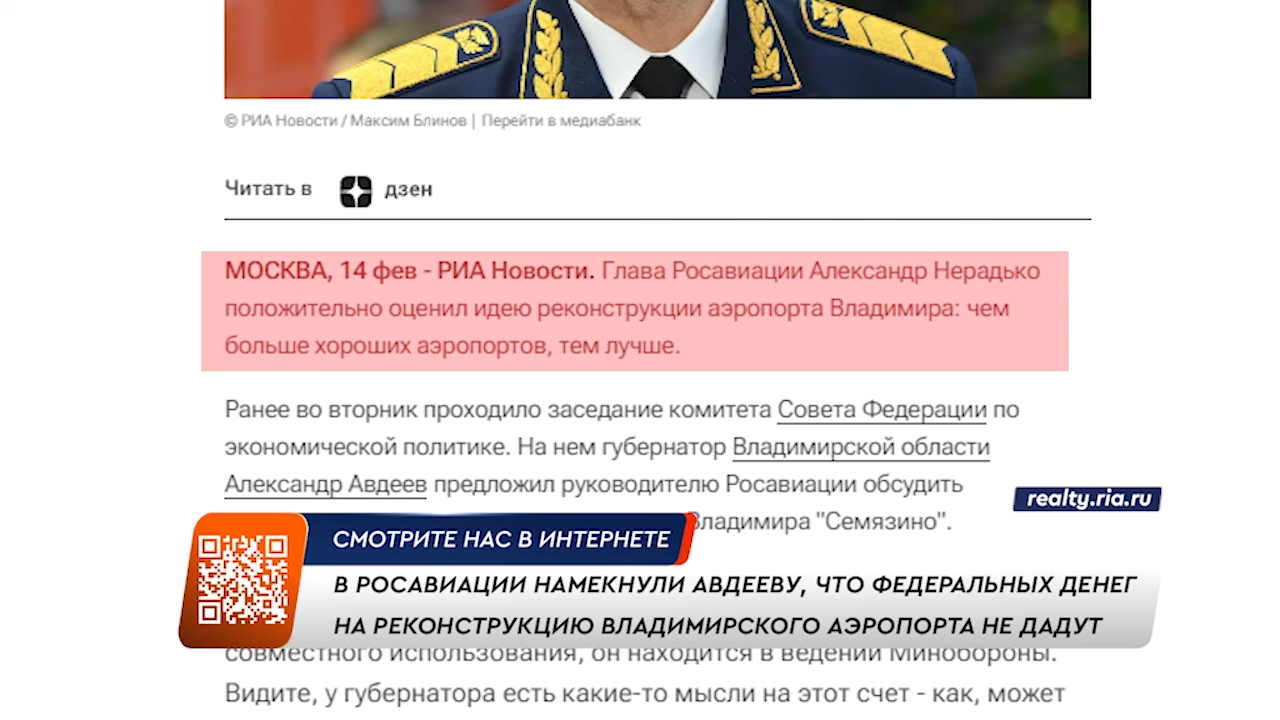 © РИА Новости / Максим Блинов | Перейти в медиабанк
Читать в дзен
МОСКВА, 14 фев - РИА Новости. Глава Росавиации Александр Нерадько
положительно оценил идею реконструкции аэропорта Владимира: чем
больше хороших аэропортов, тем лучше.
Ранее во вторник проходило заседание комитета Совета Федерации по
экономической политике. На нем губернатор Владимирской области
Александр Авдеев предложил руководителю Росавиации обсудить
realty.ria.ru
Владимира "Семязино".
СМОТРИТЕ НАС В ИНТЕРНЕТЕ
В РОСАВИАЦИИ НАМЕКНУЛИ АВДЕЕВУ, ЧТО ФЕДЕРАЛЬНЫХ ДЕНЕГ
НА РЕКОНСТРУКЦИЮ ВЛАДИМИРСКОГО АЭРОПОРТА НЕ ДАДУТ
совместного использования, он находится в ведении Минобороны.
Видите, у губернатора есть какие-то мысли на этот счет - как, может